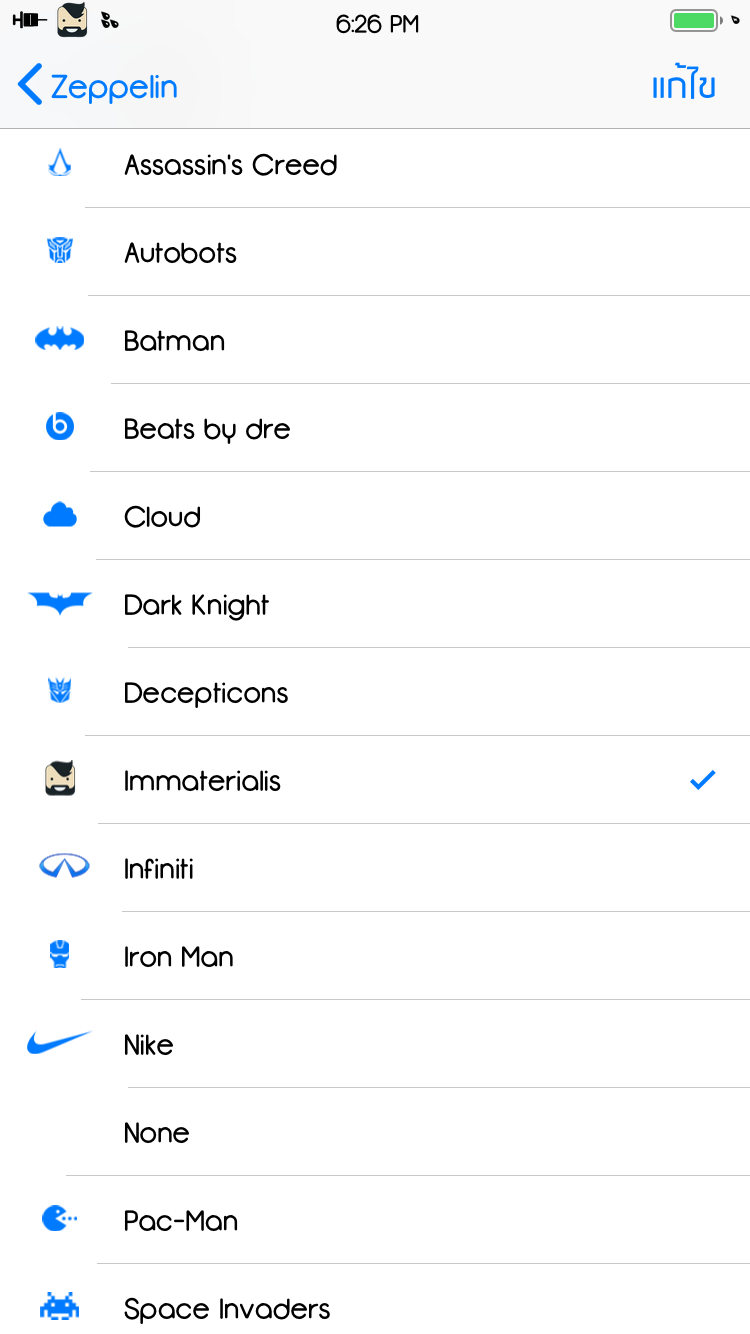 6:26 PM
Zeppelin
แก้ไข
Assassin's Creed
Autobots
Batman
Beats by dre
Cloud
Dark Knight
Decepticons
Immaterialis
Infiniti
Iron Man
Nike
None
Pac-Man
Space Invaders